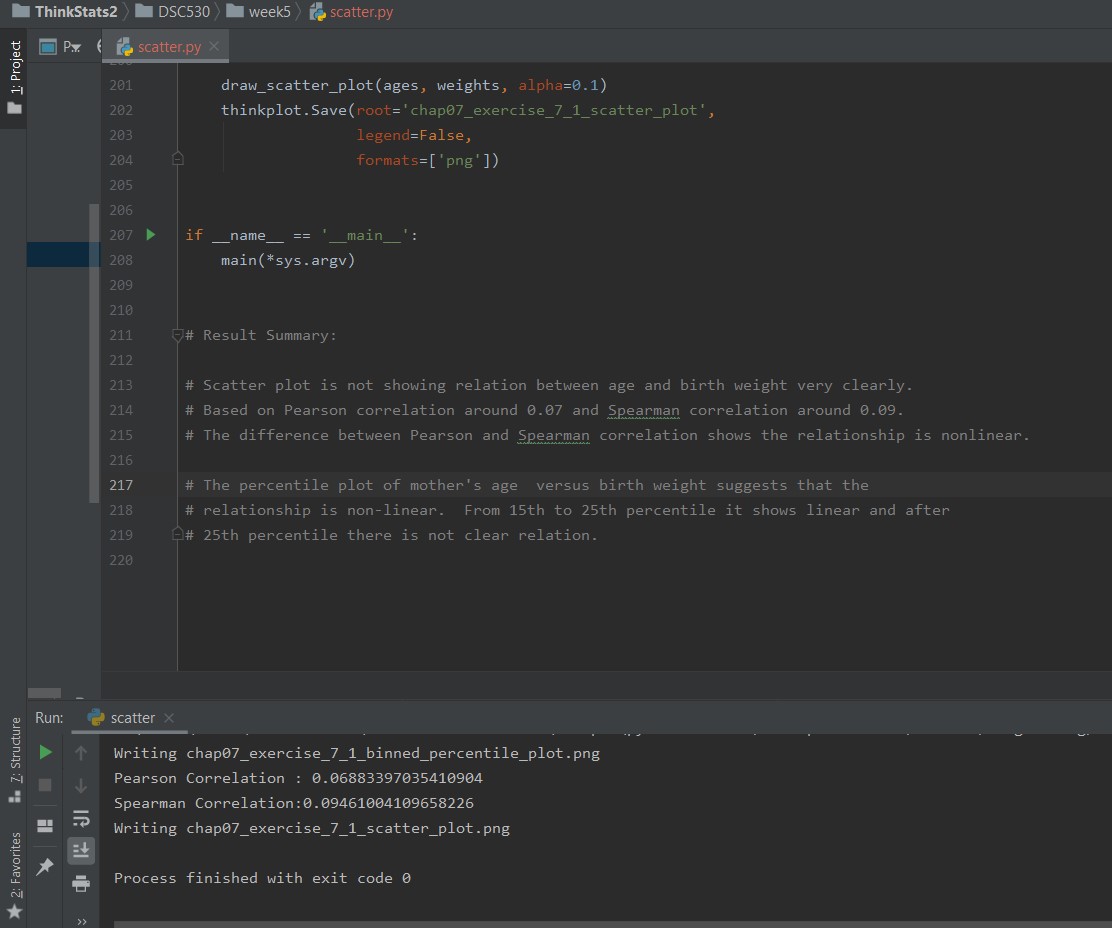 ThinkStats2 DSC530 week5 scatter.py
1: Project
P
scatter.py
201 draw_scatter_plot(ages, weights, alpha=0.1)
202 thinkplot.Save(root='chap07_exercise_7_1_scatter_plot',
203 legend=False,
204 formats=['png'])
205
206
207 if __name__ == '__main__':
208 main(*sys.argv)
209
210
211 # Result Summary:
212
213 # Scatter plot is not showing relation between age and birth weight very clearly.
214 # Based on Pearson correlation around 0.07 and Spearman correlation around 0.09.
215 # The difference between Pearson and Spearman correlation shows the relationship is nonlinear.
216
217 # The percentile plot of mother's age  versus birth weight suggests that the
218 # relationship is non-linear.  From 15th to 25th percentile it shows linear and after
219 # 25th percentile there is not clear relation.
220
Run: scatter
7: Structure
2: Favorites
Writing chap07_exercise_7_1_binned_percentile_plot.png
Pearson Correlation : 0.06883397035410904
Spearman Correlation:0.09461004109658226
Writing chap07_exercise_7_1_scatter_plot.png
Process finished with exit code 0